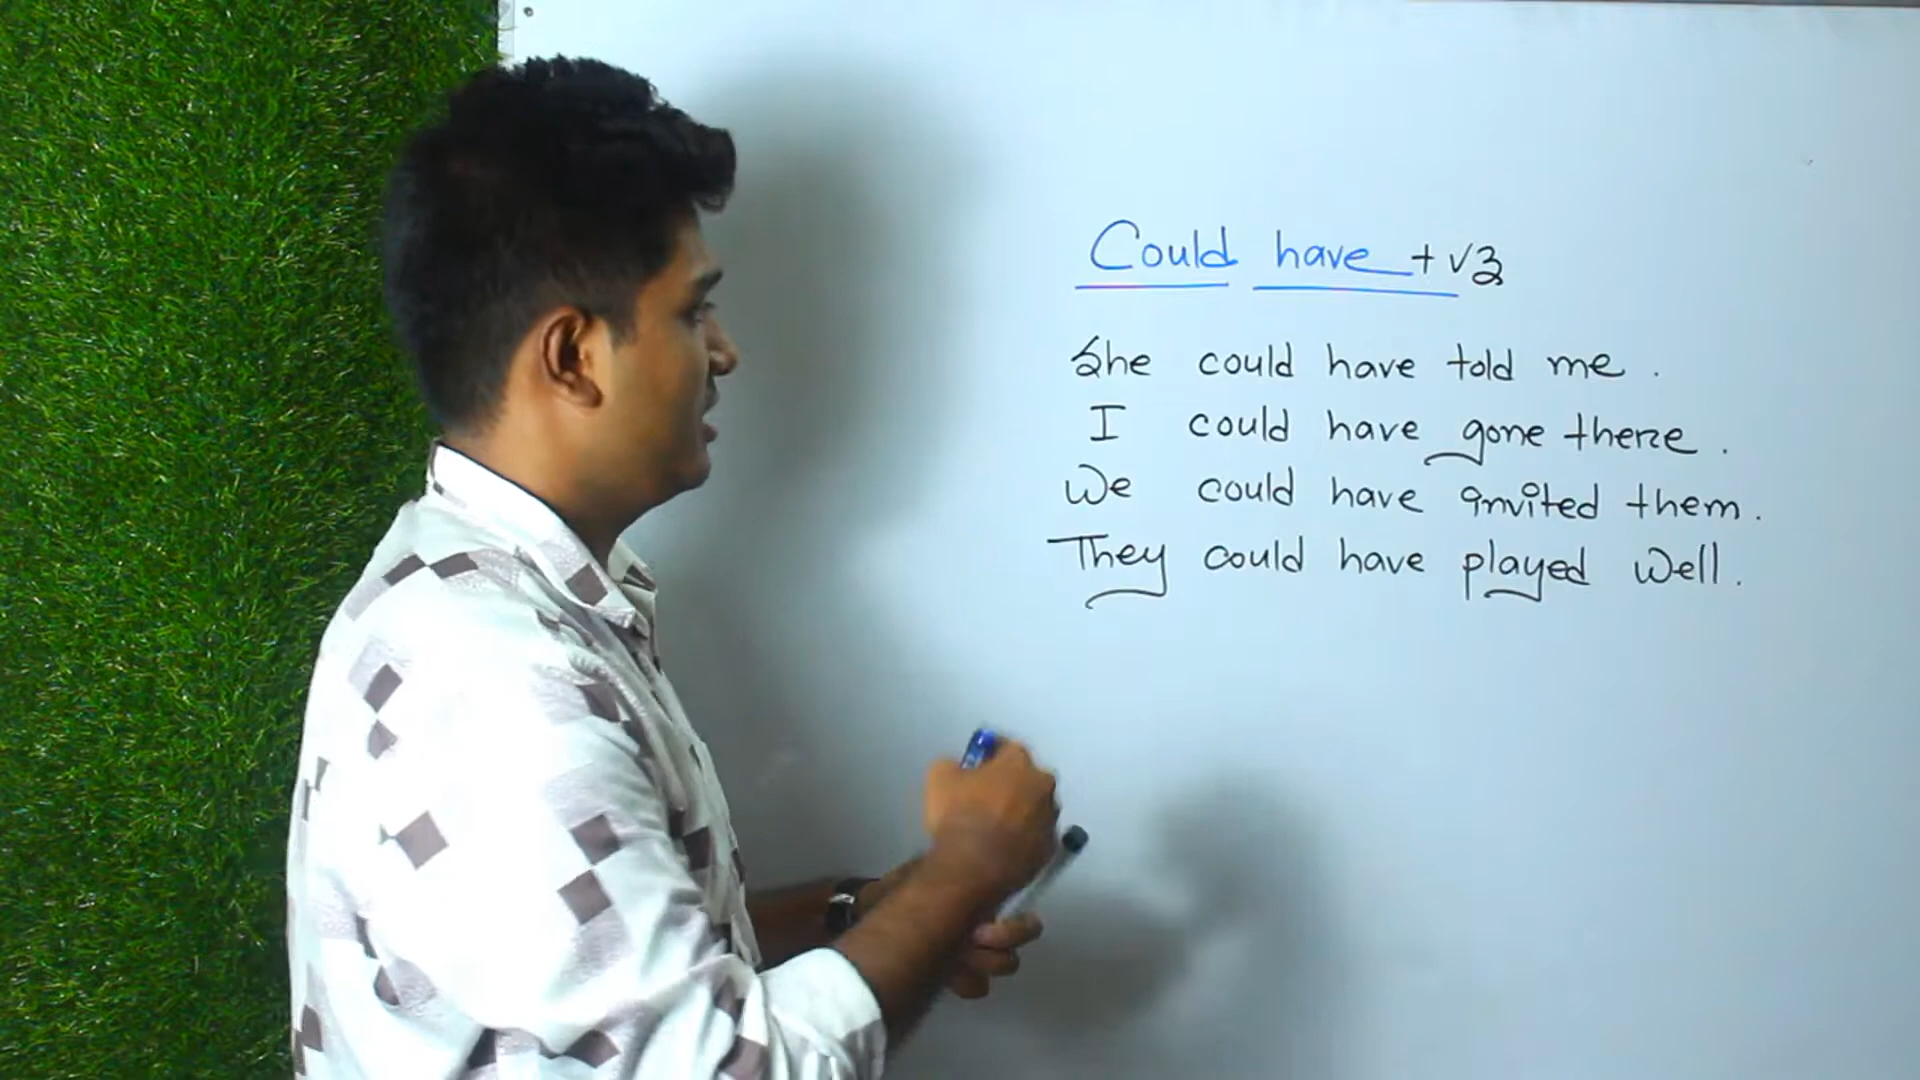 Could have + v3
She could have told me.
I could have gone there.
We could have invited them.
They could have played well.